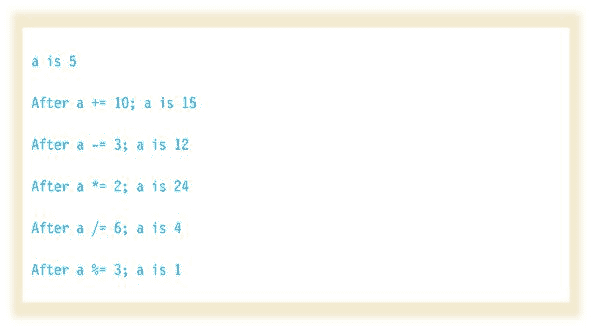 a is 5
After a += 10; a is 15
After a -= 3; a is 12
After a *= 2; a is 24
After a /= 6; a is 4
After a %= 3; a is 1